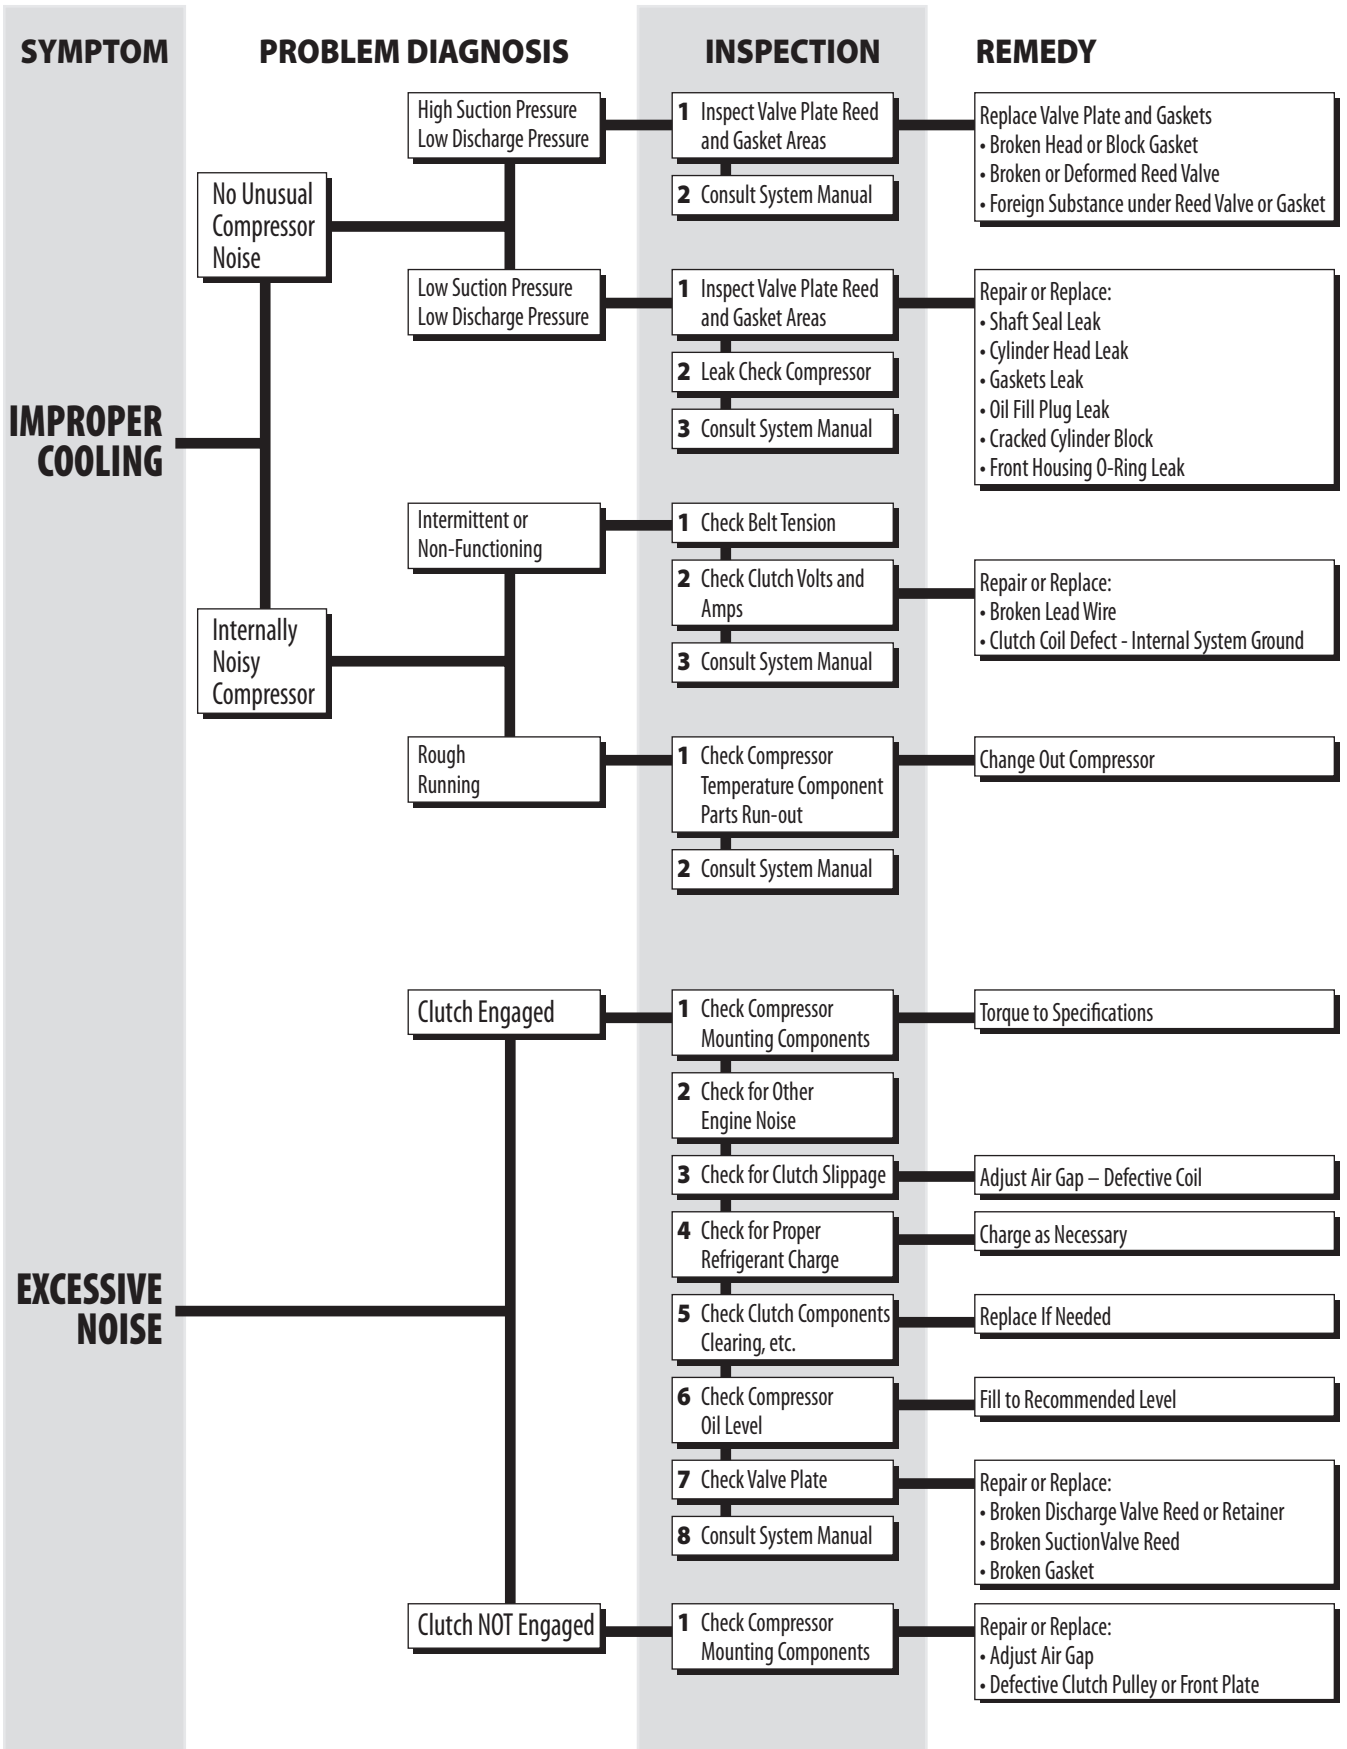 SYMPTOM
PROBLEM DIAGNOSIS
INSPECTION
REMEDY
IMPROPER
COOLING
No Unusual
Compressor
Noise
High Suction Pressure
Low Discharge Pressure
1 Inspect Valve Plate Reed
and Gasket Areas
2 Consult System Manual
Replace Valve Plate and Gaskets
• Broken Head or Block Gasket
• Broken or Deformed Reed Valve
• Foreign Substance under Reed Valve or Gasket
Low Suction Pressure
Low Discharge Pressure
1 Inspect Valve Plate Reed
and Gasket Areas
2 Leak Check Compressor
3 Consult System Manual
Repair or Replace:
• Shaft Seal Leak
• Cylinder Head Leak
• Gaskets Leak
• Oil Fill Plug Leak
• Cracked Cylinder Block
• Front Housing O-Ring Leak
Internally
Noisy
Compressor
Intermittent or
Non-Functioning
1 Check Belt Tension
2 Check Clutch Volts and
Amps
3 Consult System Manual
Repair or Replace:
• Broken Lead Wire
• Clutch Coil Defect - Internal System Ground
Rough
Running
1 Check Compressor
Temperature Component
Parts Run-out
2 Consult System Manual
Change Out Compressor
EXCESSIVE
NOISE
Clutch Engaged
1 Check Compressor
Mounting Components
Torque to Specifications
2 Check for Other
Engine Noise
3 Check for Clutch Slippage
Adjust Air Gap – Defective Coil
4 Check for Proper
Refrigerant Charge
Charge as Necessary
5 Check Clutch Components
Clearing, etc.
Replace If Needed
6 Check Compressor
Oil Level
Fill to Recommended Level
7 Check Valve Plate
8 Consult System Manual
Repair or Replace:
• Broken Discharge Valve Reed or Retainer
• Broken SuctionValve Reed
• Broken Gasket
Clutch NOT Engaged
1 Check Compressor
Mounting Components
Repair or Replace:
• Adjust Air Gap
• Defective Clutch Pulley or Front Plate